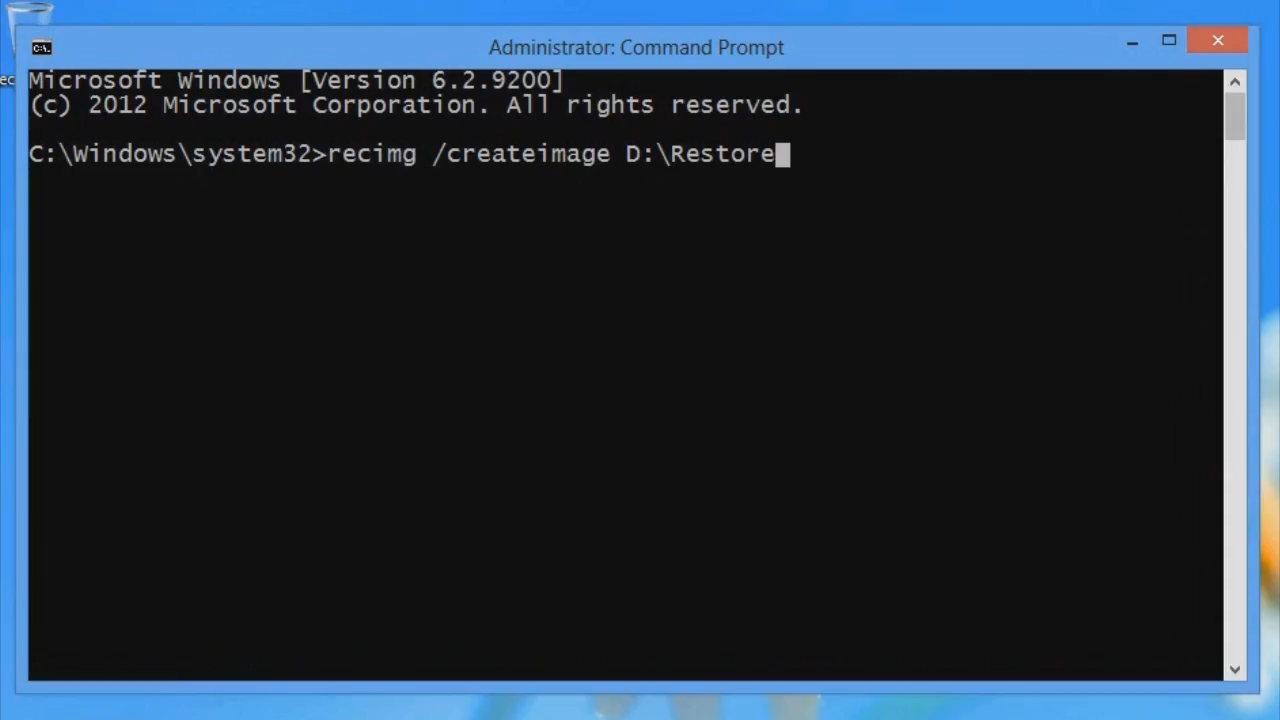 Administrator: Command Prompt
Microsoft Windows [Version 6.2.9200]
(c) 2012 Microsoft Corporation. All rights reserved.
C:\Windows\system32>recimg /createimage D:\Restore